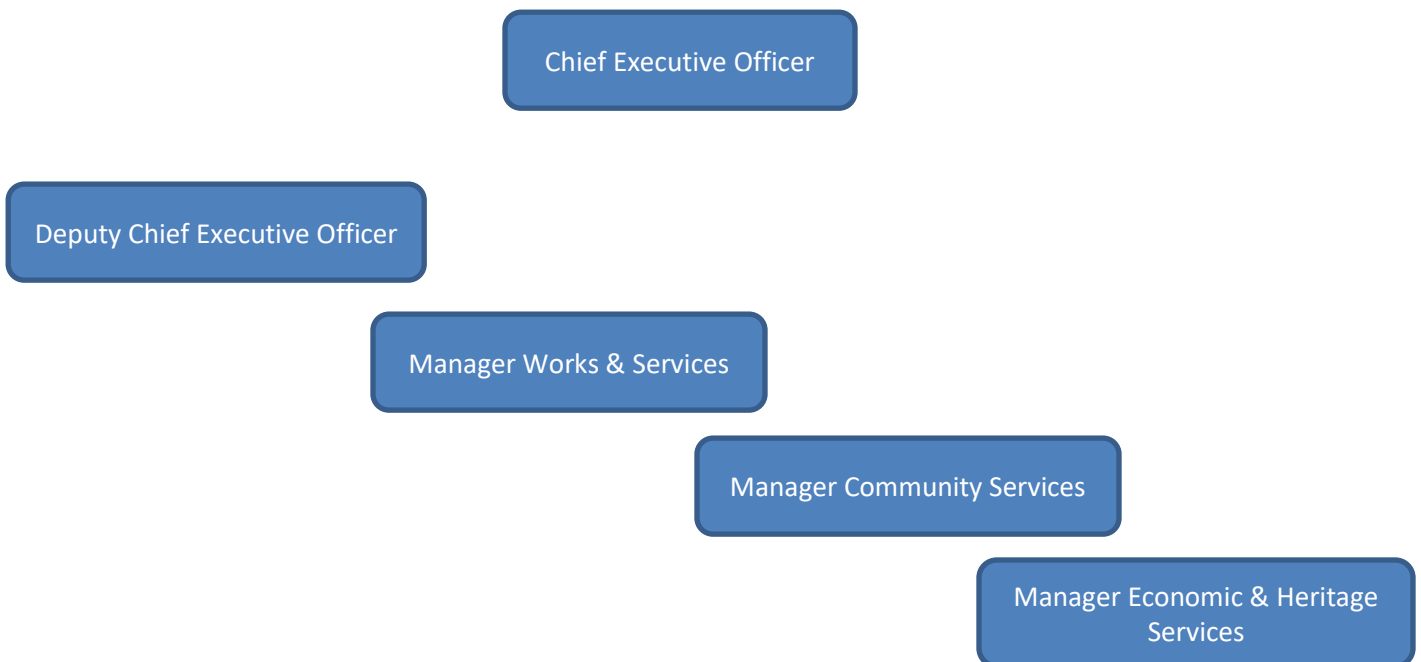 Chief Executive Officer
Deputy Chief Executive Officer
Manager Works & Services
Manager Community Services
Manager Economic & Heritage
Services